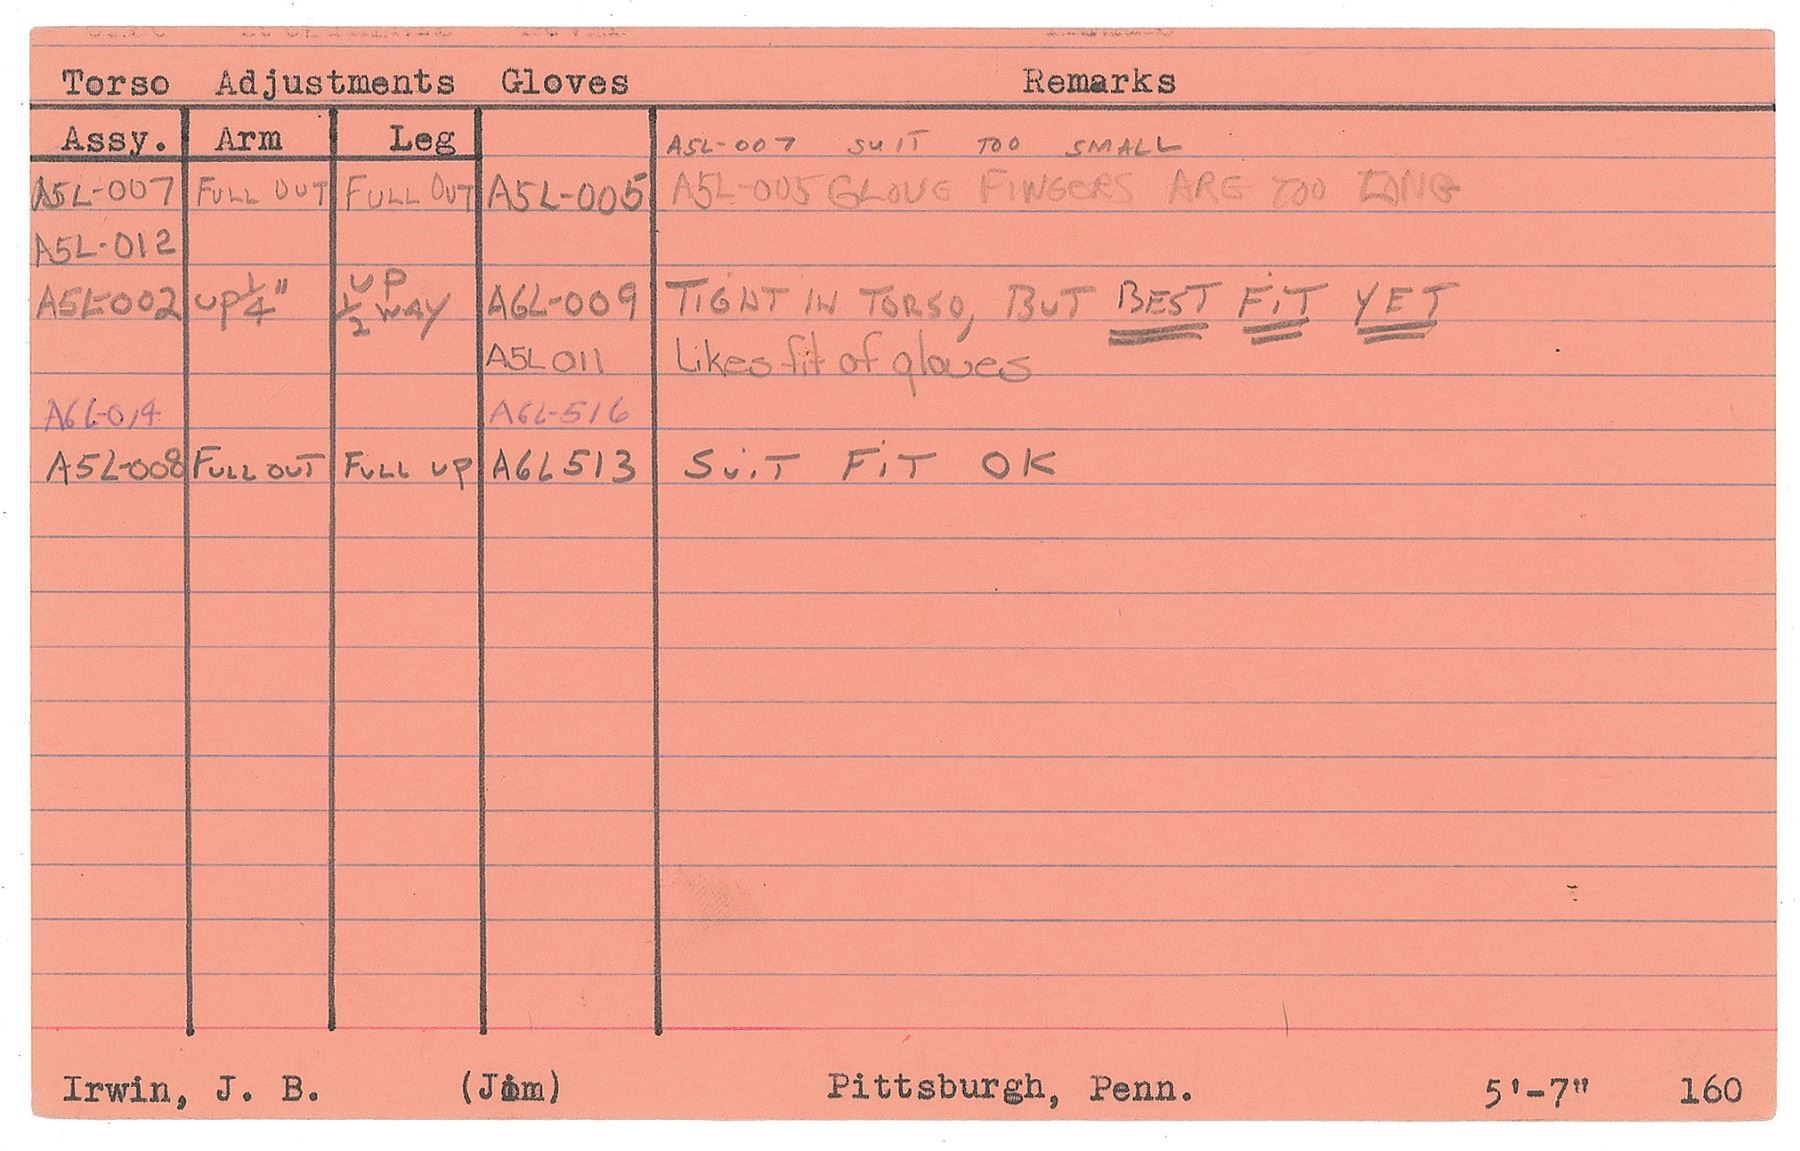 Torso Adjustments Gloves Remarks
Assy. Arm Leg A5L-007 SUIT TOO SMALL
A5L-007 FULL OUT FULL OUT A5L-005 A5L-005 GLOVE FINGERS ARE TOO LONG
A5L-012
A5L-002 up 1/4" UP 1/2 WAY A6L-009 TIGHT IN TORSO, BUT BEST FIT YET
A5L 011 Likes fit of gloves
A6L-014 A6L-516
A5L-008 FULL OUT FULL UP A6L513 SUIT FIT OK
Irwin, J. B. (Jim) Pittsburgh, Penn. 5'-7" 160